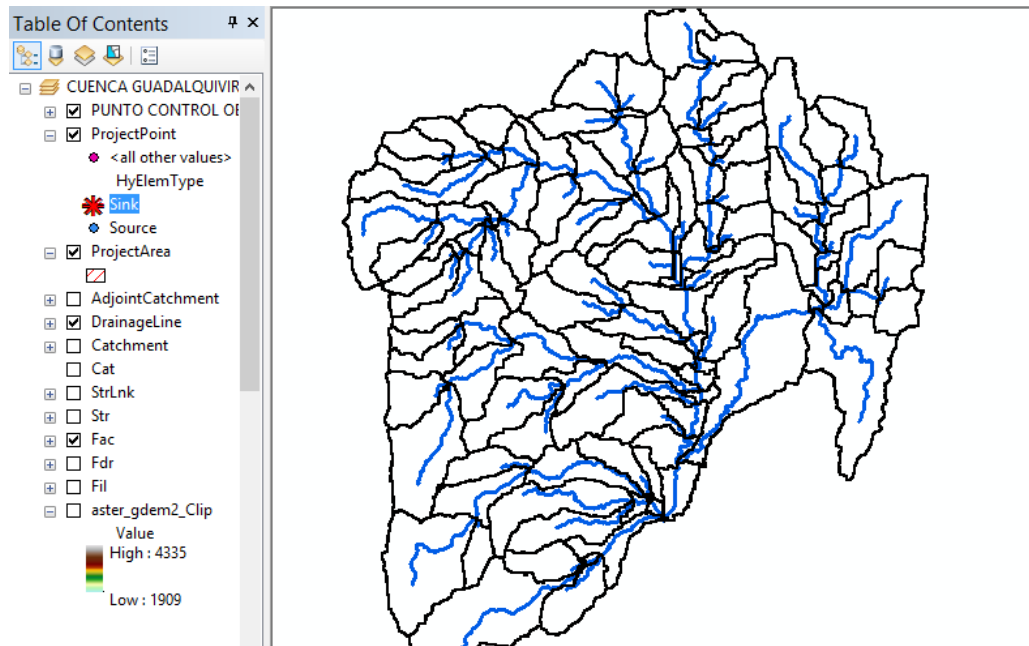 Table Of Contents
CUENCA GUADALQUIVIR
PUNTO CONTROL OE
ProjectPoint
<all other values>
HyElemType
Sink
Source
ProjectArea
AdjointCatchment
DrainageLine
Catchment
Cat
StrLnk
Str
Fac
Fdr
Fil
aster_gdem2_Clip
Value
High : 4335
Low : 1909